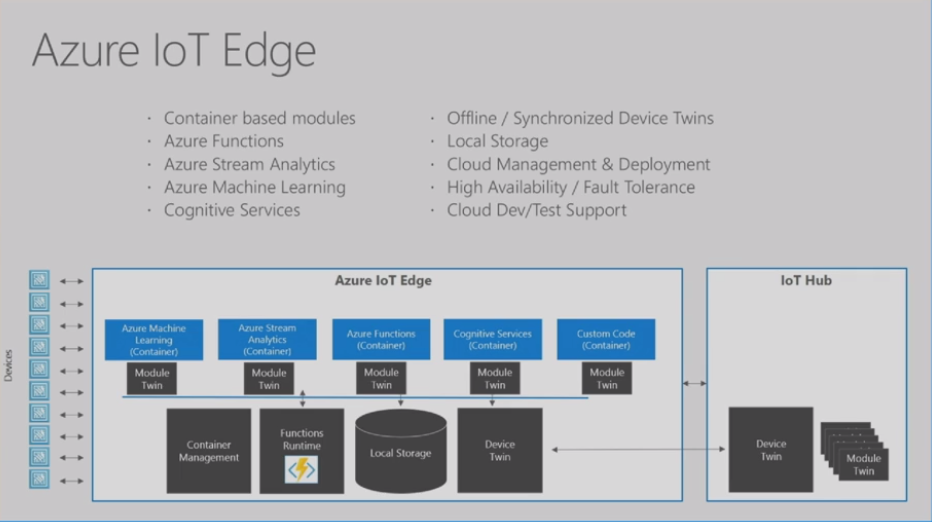 Azure IoT Edge
· Container based modules
· Azure Functions
· Azure Stream Analytics
· Azure Machine Learning
· Cognitive Services
· Offline / Synchronized Device Twins
· Local Storage
· Cloud Management & Deployment
· High Availability / Fault Tolerance
· Cloud Dev/Test Support
Devices
Azure IoT Edge
Azure Machine
Learning
(Container)
Module
Twin
Azure Stream
Analytics
(Container)
Module
Twin
Azure Functions
(Container)
Module
Twin
Cognitive Services
(Container)
Module
Twin
Custom Code
(Container)
Module
Twin
Container
Management
Functions
Runtime
Local Storage
Device
Twin
IoT Hub
Device
Twin
Module
Twin